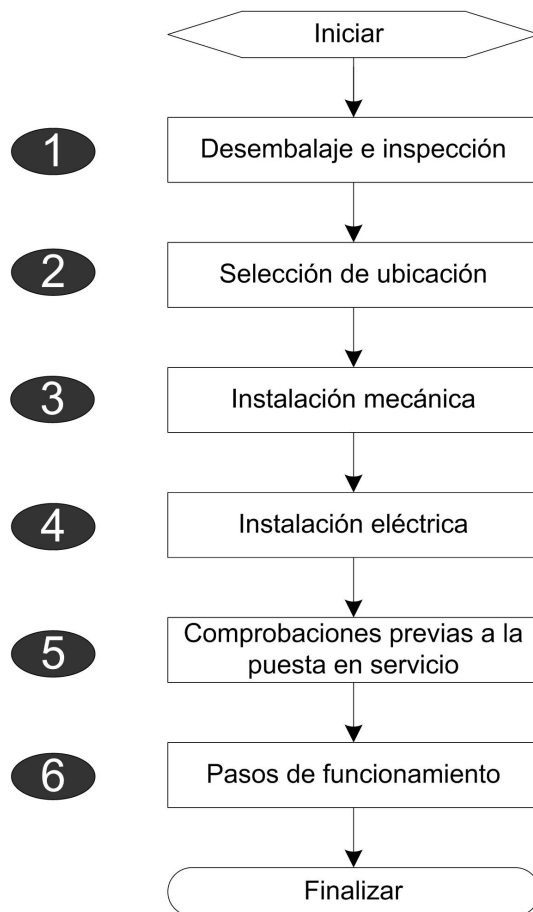 Iniciar
1
Desembalaje e inspección
2
Selección de ubicación
3
Instalación mecánica
4
Instalación eléctrica
5
Comprobaciones previas a la
puesta en servicio
6
Pasos de funcionamiento
Finalizar